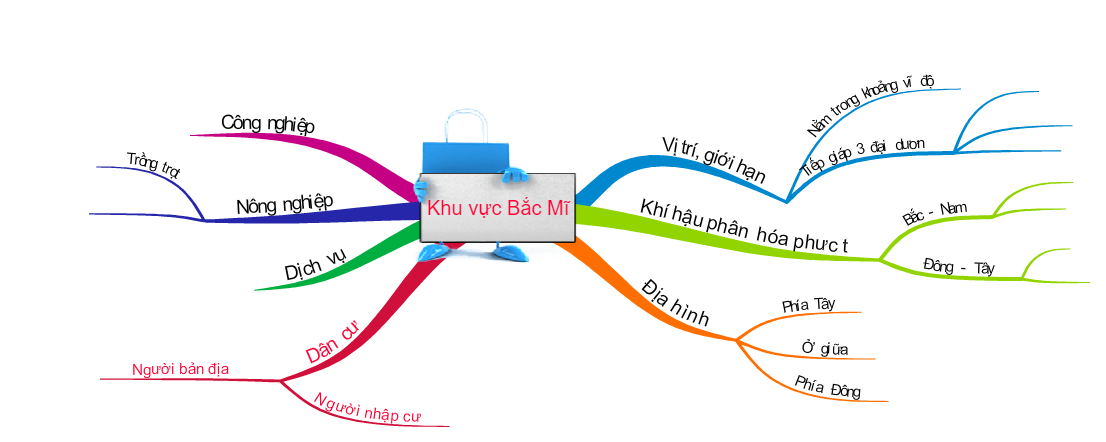 Khu vực Bắc Mĩ
Vị trí, giới hạn
Nằm trong khoảng vĩ độ
Tiếp giáp 3 đại dươn
Khí hậu phân hóa phưc t
Bắc - Nam
Đông - Tây
Địa hình
Phía Tây
Ở giữa
Phía Đông
Công nghiệp
Nông nghiệp
Trồng trọt
Dịch vụ
Dân cư
Người bản địa
Người nhập cư